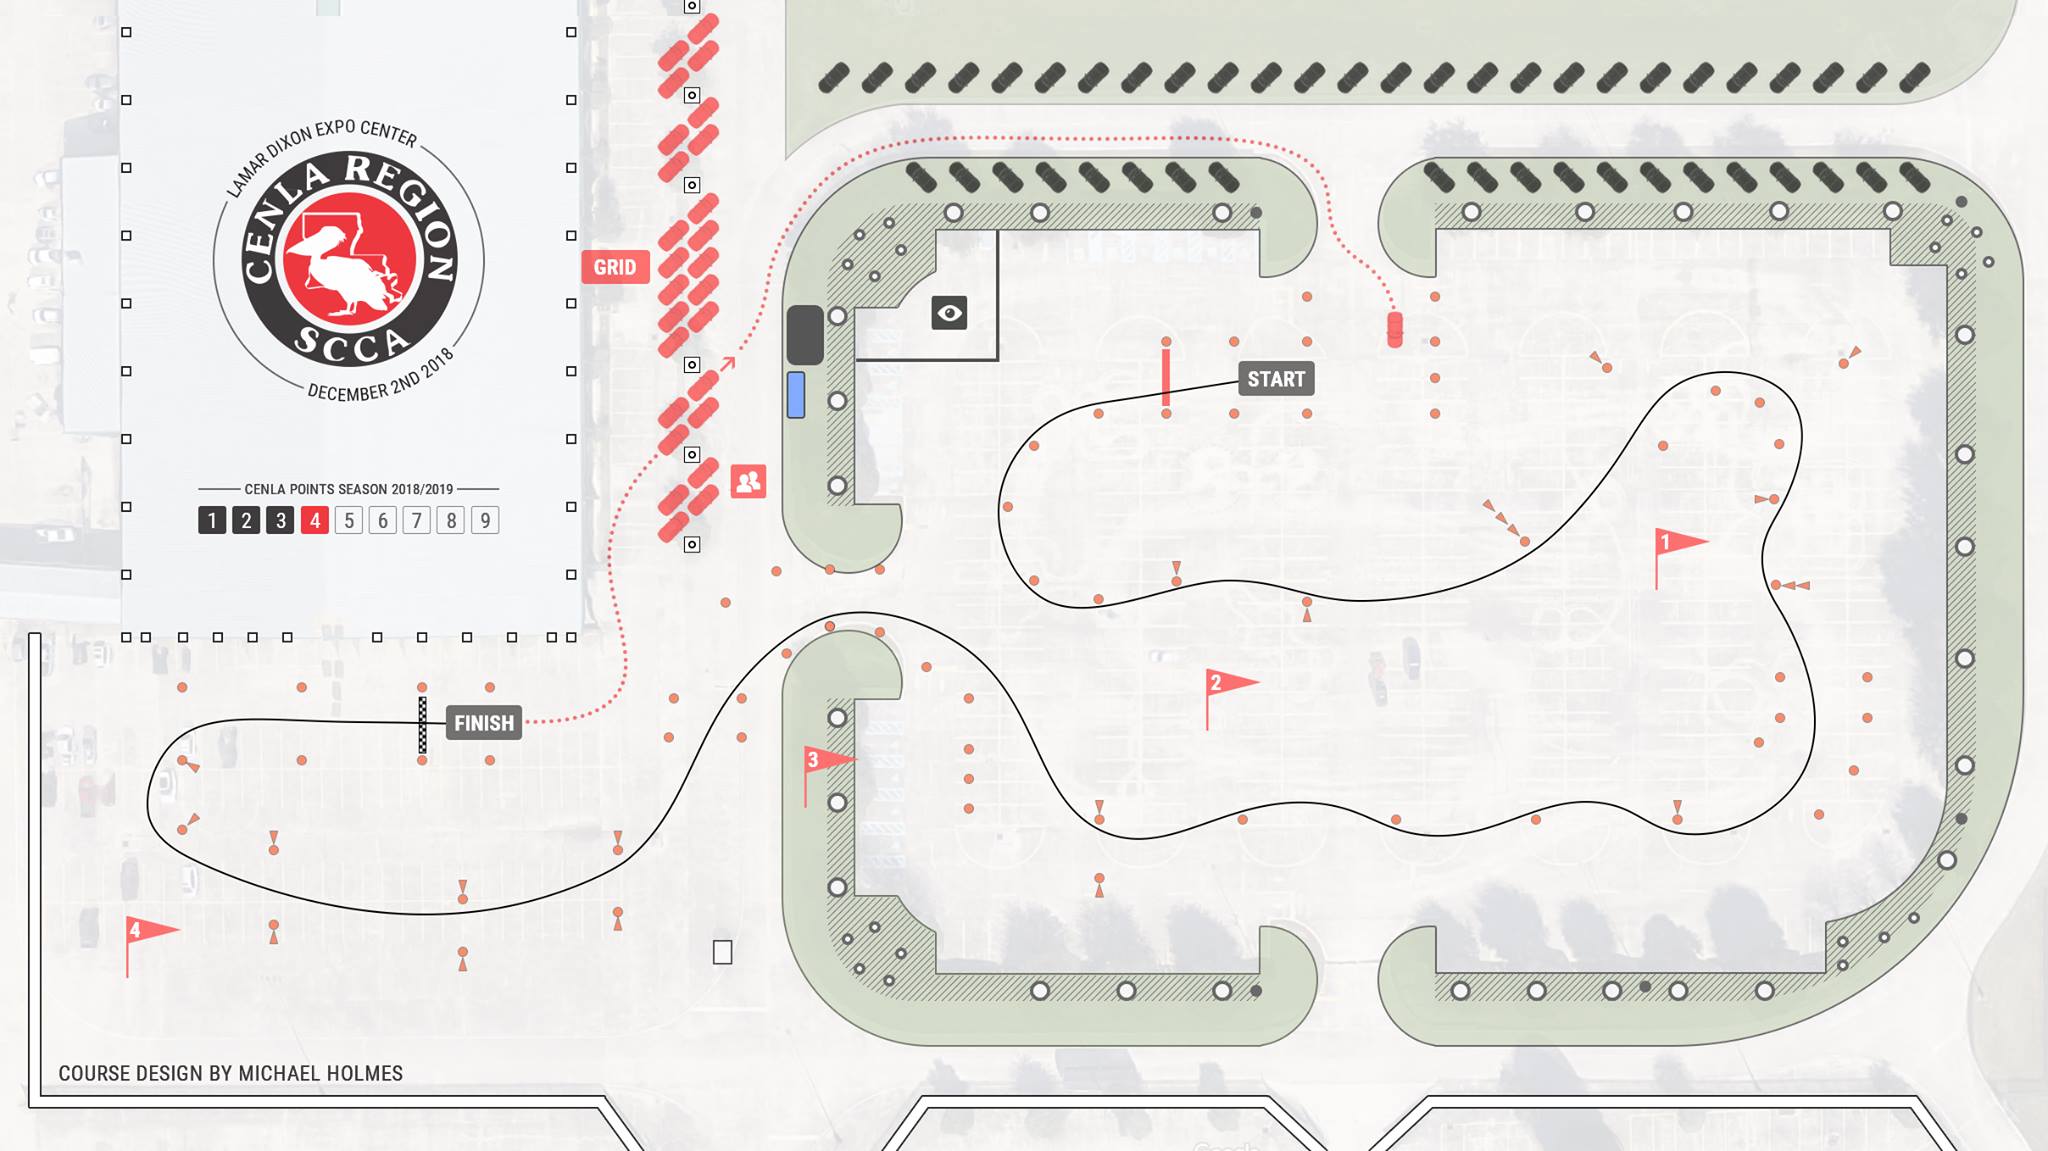 LAMAR DIXON EXPO CENTER
CENLA REGION
SCCA
DECEMBER 2ND 2018
CENLA POINTS SEASON 2018/2019
1 2 3 4 5 6 7 8 9
GRID
START
1
2
FINISH
3
4
COURSE DESIGN BY MICHAEL HOLMES
Google